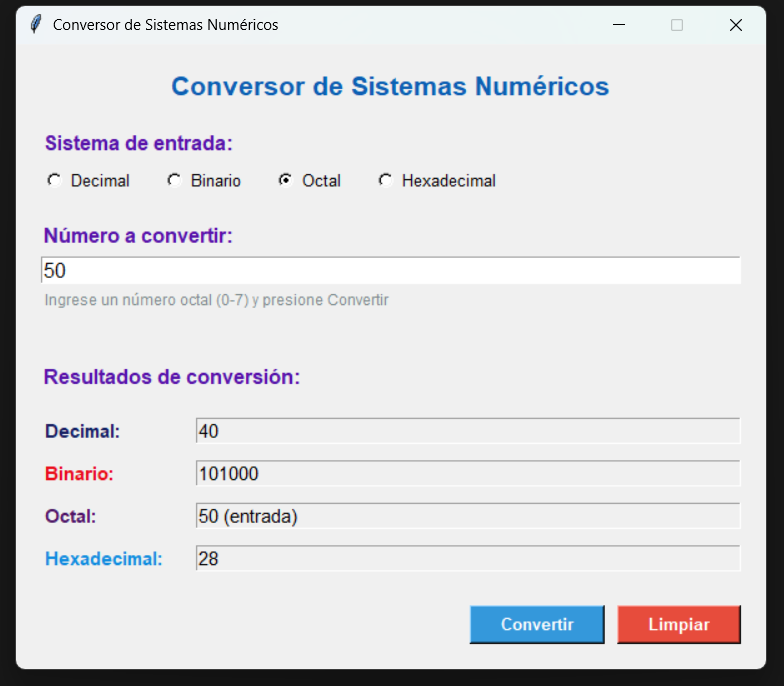 Conversor de Sistemas Numéricos
Conversor de Sistemas Numéricos
Sistema de entrada:
Decimal Binario Octal Hexadecimal
Número a convertir:
50
Ingrese un número octal (0-7) y presione Convertir
Resultados de conversión:
Decimal: 40
Binario: 101000
Octal: 50 (entrada)
Hexadecimal: 28
Convertir Limpiar